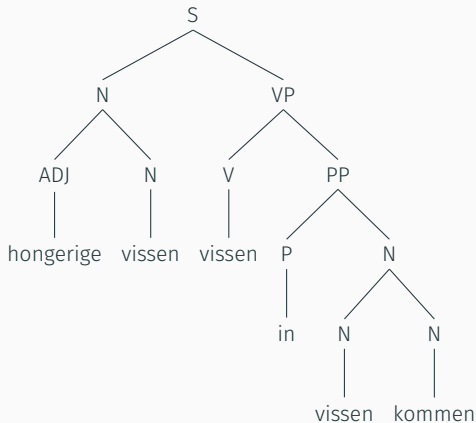 S
N VP
ADJ N V PP
hongerige vissen vissen P N
in N N
vissen kommen